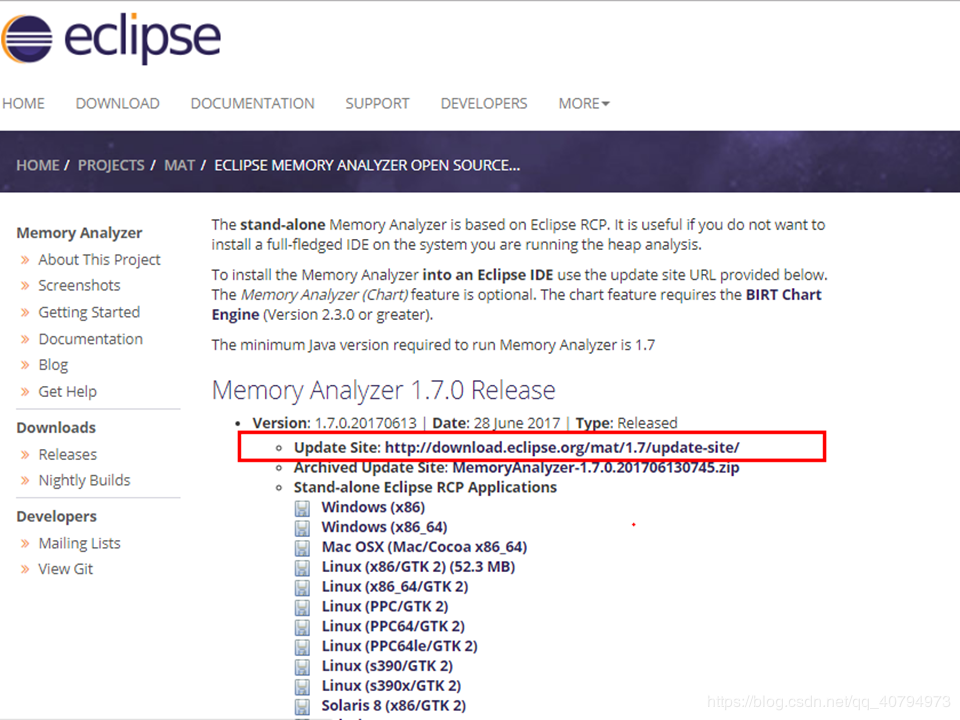 eclipse
HOME DOWNLOAD DOCUMENTATION SUPPORT DEVELOPERS MORE
HOME / PROJECTS / MAT / ECLIPSE MEMORY ANALYZER OPEN SOURCE...
Memory Analyzer
About This Project
Screenshots
Getting Started
Documentation
Blog
Get Help
Downloads
Releases
Nightly Builds
Developers
Mailing Lists
View Git
The stand-alone Memory Analyzer is based on Eclipse RCP. It is useful if you do not want to
install a full-fledged IDE on the system you are running the heap analysis.
To install the Memory Analyzer into an Eclipse IDE use the update site URL provided below.
The Memory Analyzer (Chart) feature is optional. The chart feature requires the BIRT Chart
Engine (Version 2.3.0 or greater).
The minimum Java version required to run Memory Analyzer is 1.7
Memory Analyzer 1.7.0 Release
Version: 1.7.0.20170613 | Date: 28 June 2017 | Type: Released
Update Site: http://download.eclipse.org/mat/1.7/update-site/
Archived Update Site: MemoryAnalyzer-1.7.0.201706130745.zip
Stand-alone Eclipse RCP Applications
Windows (x86)
Windows (x86_64)
Mac OSX (Mac/Cocoa x86_64)
Linux (x86/GTK 2) (52.3 MB)
Linux (x86_64/GTK 2)
Linux (PPC/GTK 2)
Linux (PPC64/GTK 2)
Linux (PPC64le/GTK 2)
Linux (s390/GTK 2)
Linux (s390x/GTK 2)
Solaris 8 (x86/GTK 2)
https://blog.csdn.net/qq_40794973